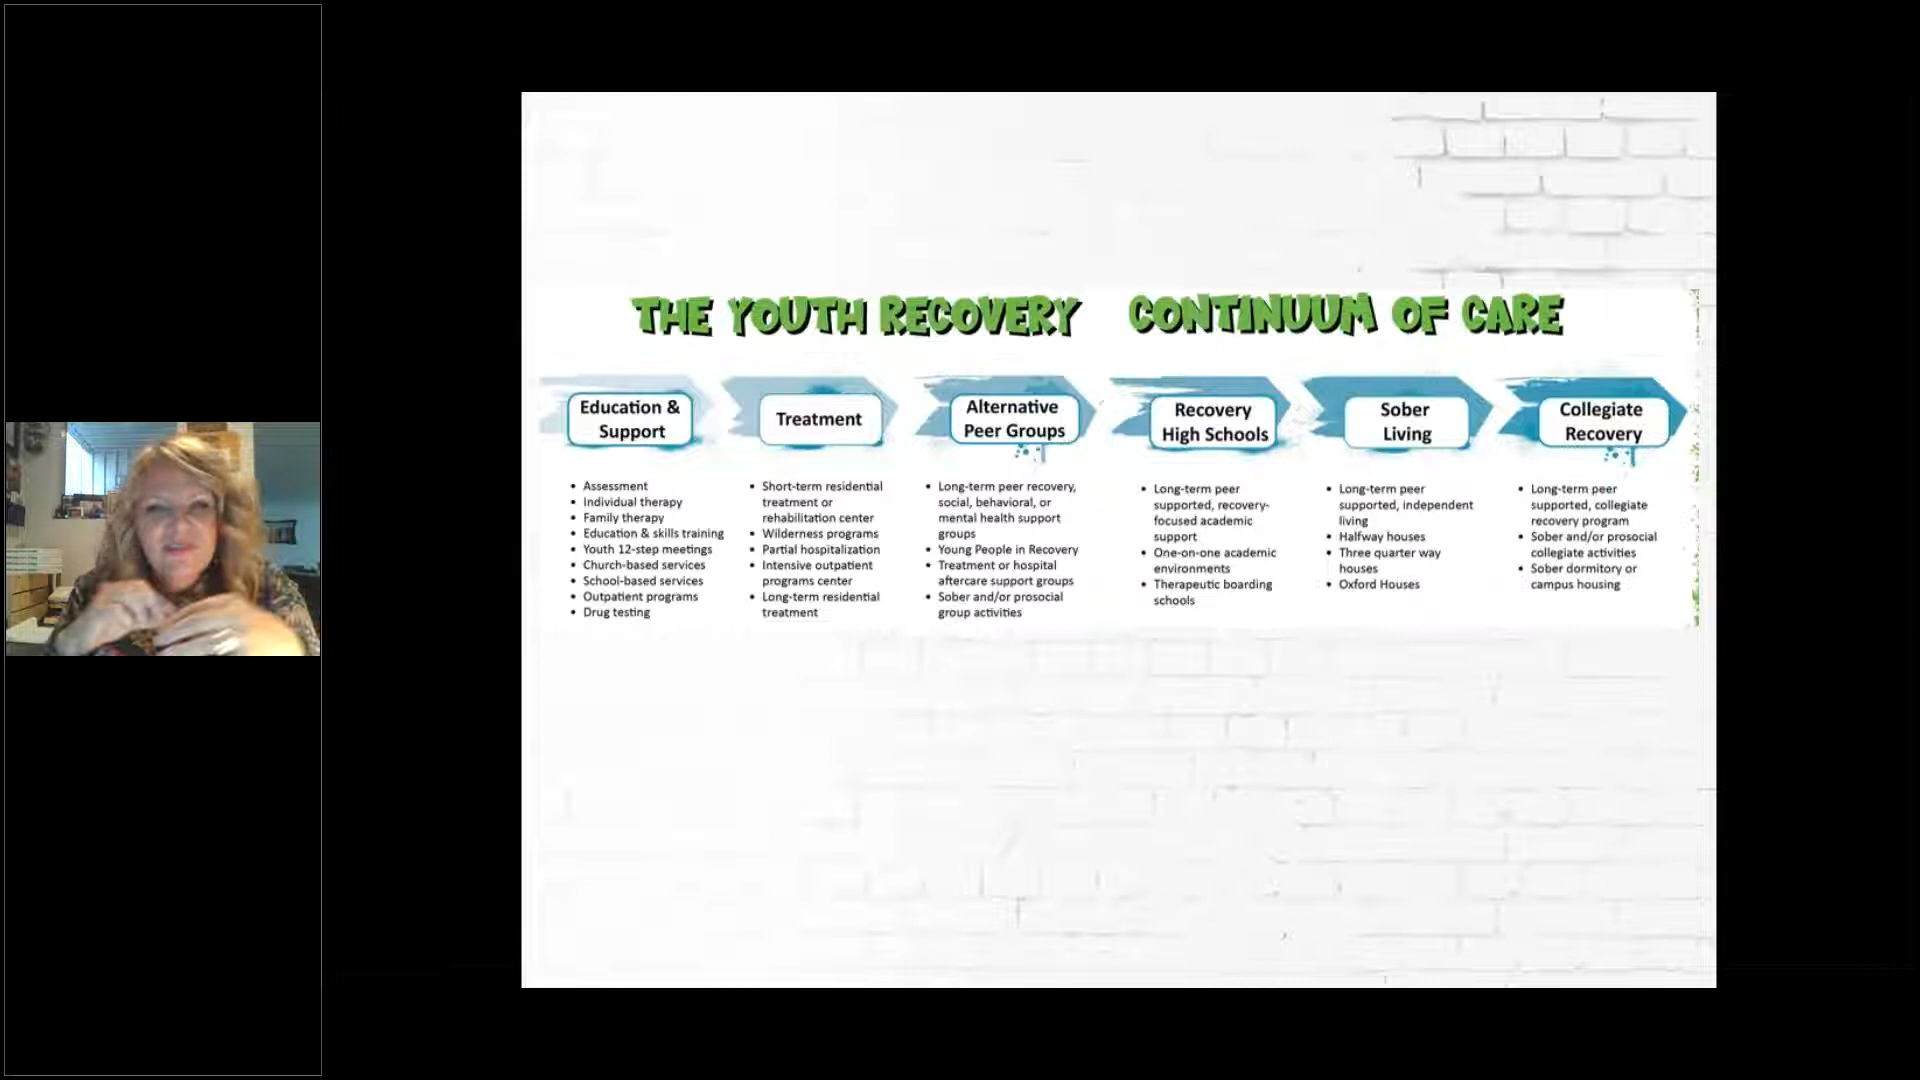 THE YOUTH RECOVERY CONTINUUM OF CARE
Education &
Support
• Assessment
• Individual therapy
• Family therapy
• Education & skills training
• Youth 12-step meetings
• Church-based services
• School-based services
• Outpatient programs
• Drug testing
Treatment
• Short-term residential
treatment or
rehabilitation center
• Wilderness programs
• Partial hospitalization
• Intensive outpatient
programs center
• Long-term residential
treatment
Alternative
Peer Groups
• Long-term peer recovery,
social, behavioral, or
mental health support
groups
• Young People in Recovery
• Treatment or hospital
aftercare support groups
• Sober and/or prosocial
group activities
Recovery
High Schools
• Long-term peer
supported, recovery-
focused academic
support
• One-on-one academic
environments
• Therapeutic boarding
schools
Sober
Living
• Long-term peer
supported, independent
living
• Halfway houses
• Three quarter way
houses
• Oxford Houses
Collegiate
Recovery
• Long-term peer
supported, collegiate
recovery program
• Sober and/or prosocial
collegiate activities
• Sober dormitory or
campus housing